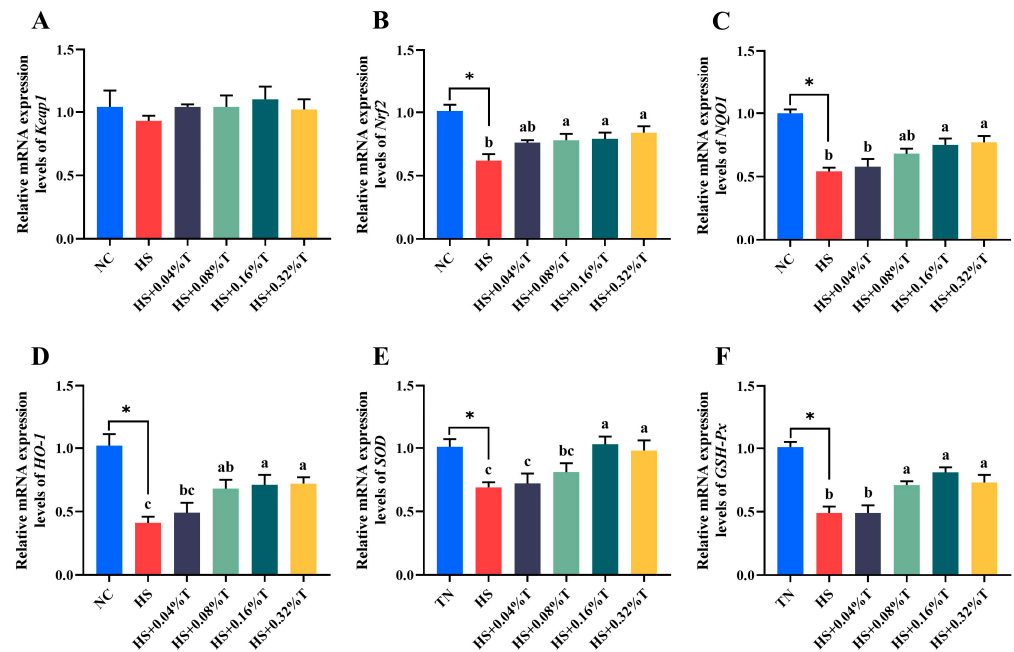 A
Relative mRNA expression
levels of Keap1
1.5
1.0
0.5
0.0
NC
HS
HS+0.04%T
HS+0.08%T
HS+0.16%T
HS+0.32%T
B
Relative mRNA expression
levels of Nrf2
1.5
1.0
0.5
0.0
*
b
ab
a
a
a
NC
HS
HS+0.04%T
HS+0.08%T
HS+0.16%T
HS+0.32%T
C
Relative mRNA expression
levels of NQO1
1.5
1.0
0.5
0.0
*
b
b
ab
a
a
NC
HS
HS+0.04%T
HS+0.08%T
HS+0.16%T
HS+0.32%T
D
Relative mRNA expression
levels of HO-1
1.5
1.0
0.5
0.0
*
c
bc
ab
a
a
NC
HS
HS+0.04%T
HS+0.08%T
HS+0.16%T
HS+0.32%T
E
Relative mRNA expression
levels of SOD
1.5
1.0
0.5
0.0
*
c
c
bc
a
a
TN
HS
HS+0.04%T
HS+0.08%T
HS+0.16%T
HS+0.32%T
F
Relative mRNA expression
levels of GSH-Px
1.5
1.0
0.5
0.0
*
b
b
a
a
a
TN
HS
HS+0.04%T
HS+0.08%T
HS+0.16%T
HS+0.32%T